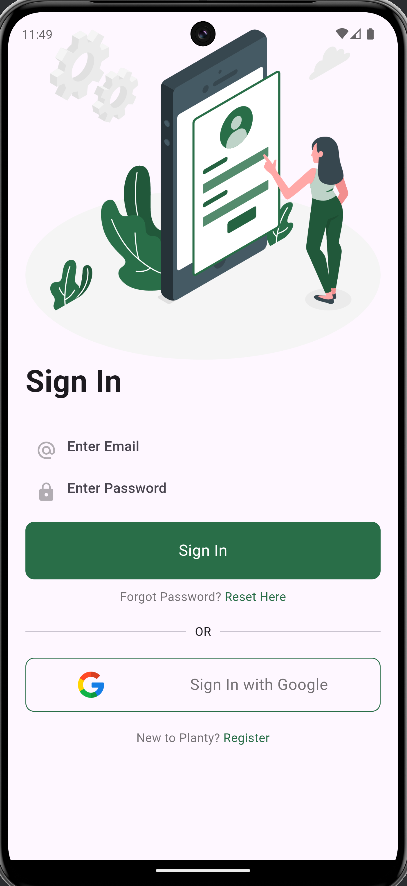 11:49
Sign In
Enter Email
Enter Password
Sign In
Forgot Password? Reset Here
OR
Sign In with Google
New to Planty? Register